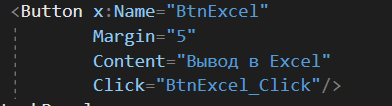 <Button x:Name="BtnExcel"
Margin="5"
Content="Вывод в Excel"
Click="BtnExcel_Click"/>